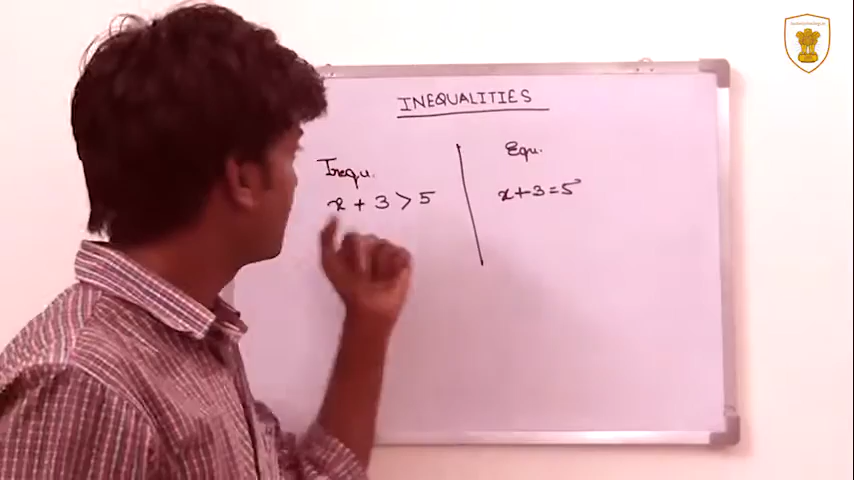 INEQUALITIES
Inequ.
x + 3 > 5
Equ.
x+3=5